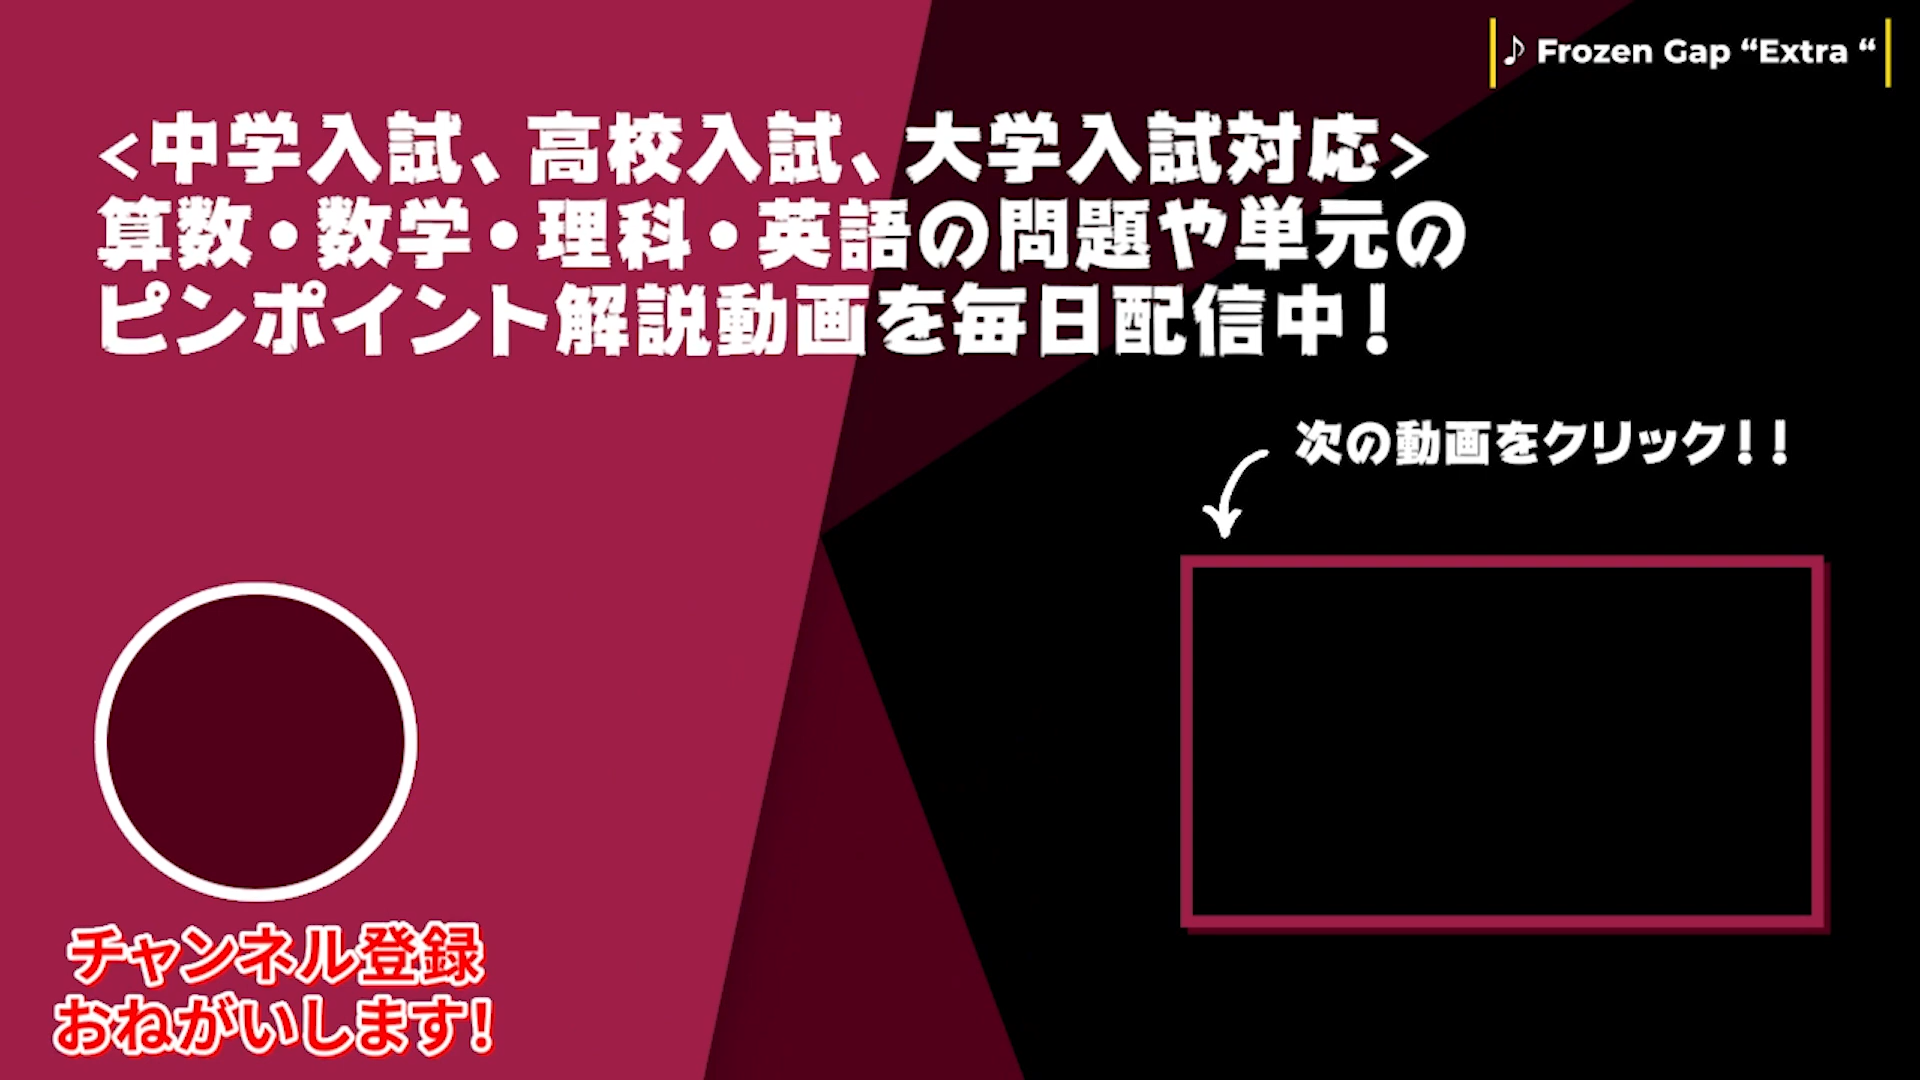 ♪ Frozen Gap “Extra “
<中学入試、高校入試、大学入試対応>
算数・数学・理科・英語の問題や単元の
ピンポイント解説動画を毎日配信中！
次の動画をクリック！！
チャンネル登録
おねがいします！